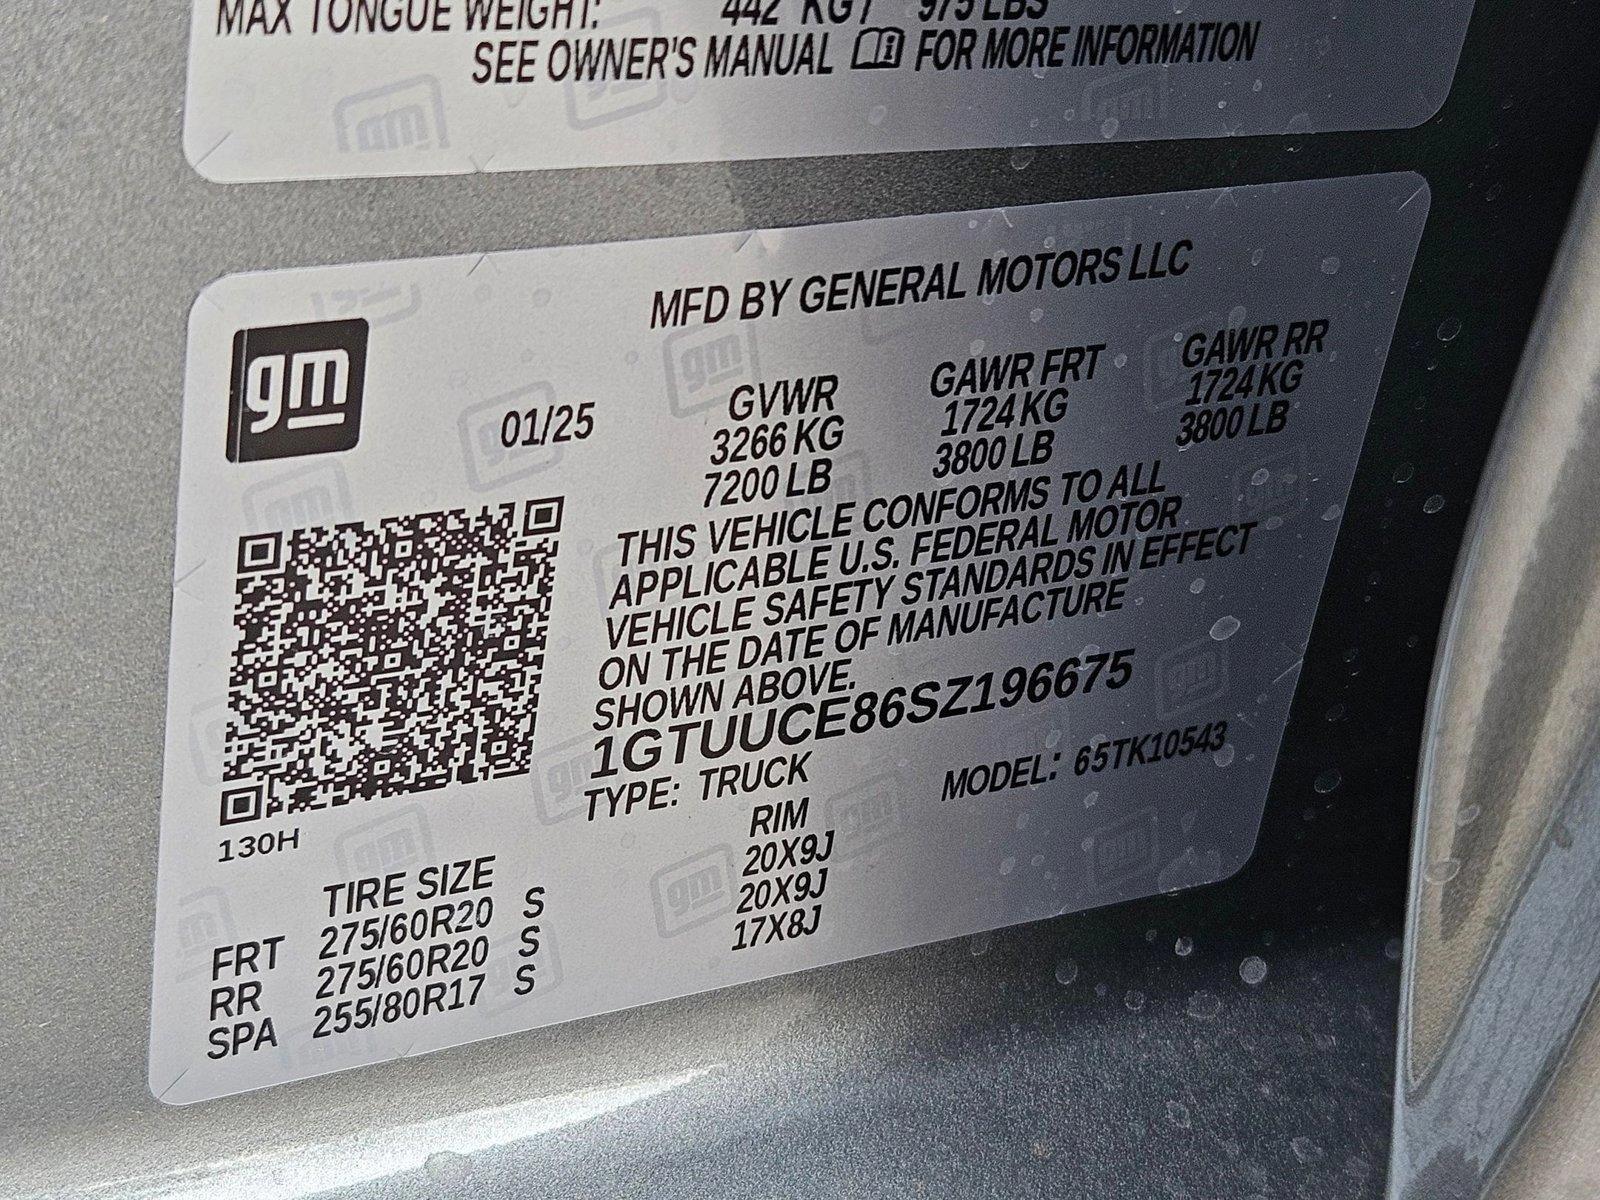 MAX TONGUE WEIGHT: 442 KG / 975 LBS
SEE OWNER'S MANUAL FOR MORE INFORMATION
MFD BY GENERAL MOTORS LLC
gm
01/25 GVWR GAWR FRT GAWR RR
3266 KG 1724 KG 1724 KG
7200 LB 3800 LB 3800 LB
THIS VEHICLE CONFORMS TO ALL
APPLICABLE U.S. FEDERAL MOTOR
VEHICLE SAFETY STANDARDS IN EFFECT
ON THE DATE OF MANUFACTURE
SHOWN ABOVE.
1GTUUCE86SZ196675
TYPE: TRUCK MODEL: 65TK10543
130H
TIRE SIZE RIM
FRT 275/60R20 S 20X9J
RR 275/60R20 S 20X9J
SPA 255/80R17 S 17X8J